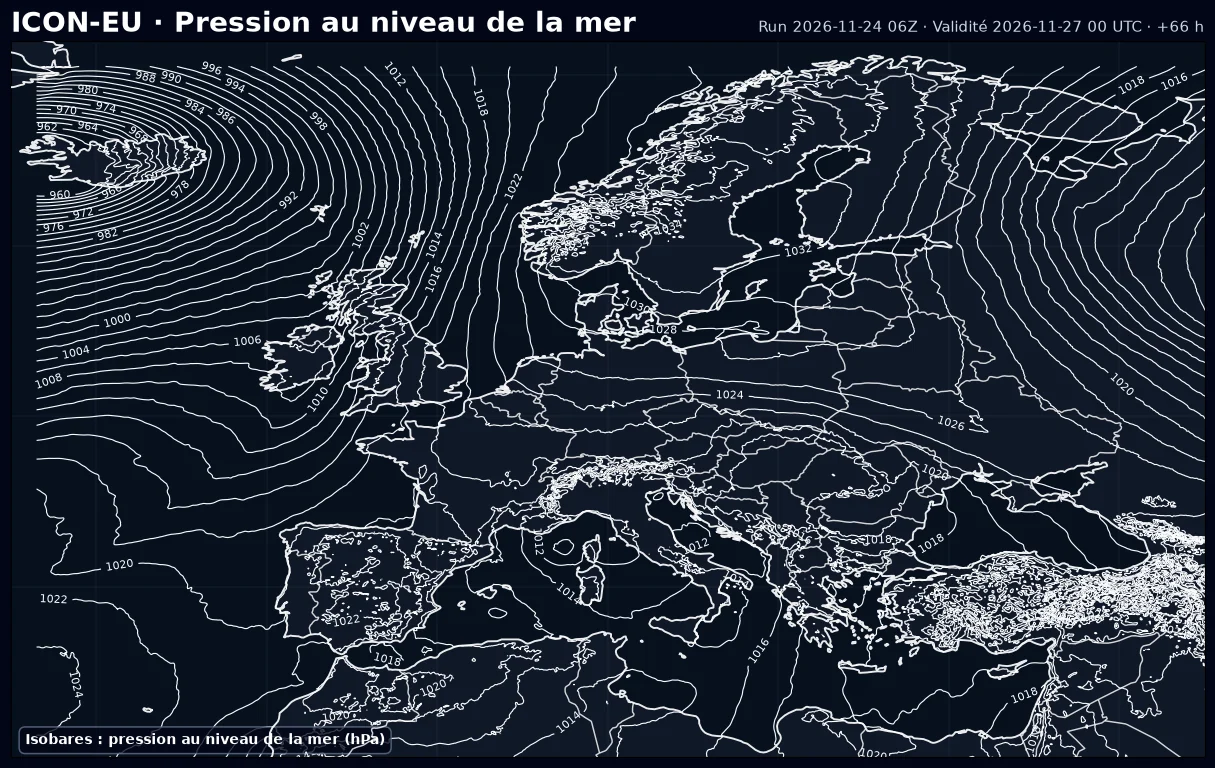 ICON-EU · Pression au niveau de la mer
Run 2026-11-24 06Z · Validité 2026-11-27 00 UTC · +66 h
988 990 996 994 1012
980 984 986 998 1018
970 974
962 964 968
960 978 992 1022
972
976 982 1002 1014
1016
1000
1004 1006
1008 1010
1018 1016
1032
1030
1028
1024
1026
1020
1012 1012 1018 1018
1014
1020
1022 1022
1018 1016
1024 1020 1018
1020 1014
1020
Isobares : pression au niveau de la mer (hPa)